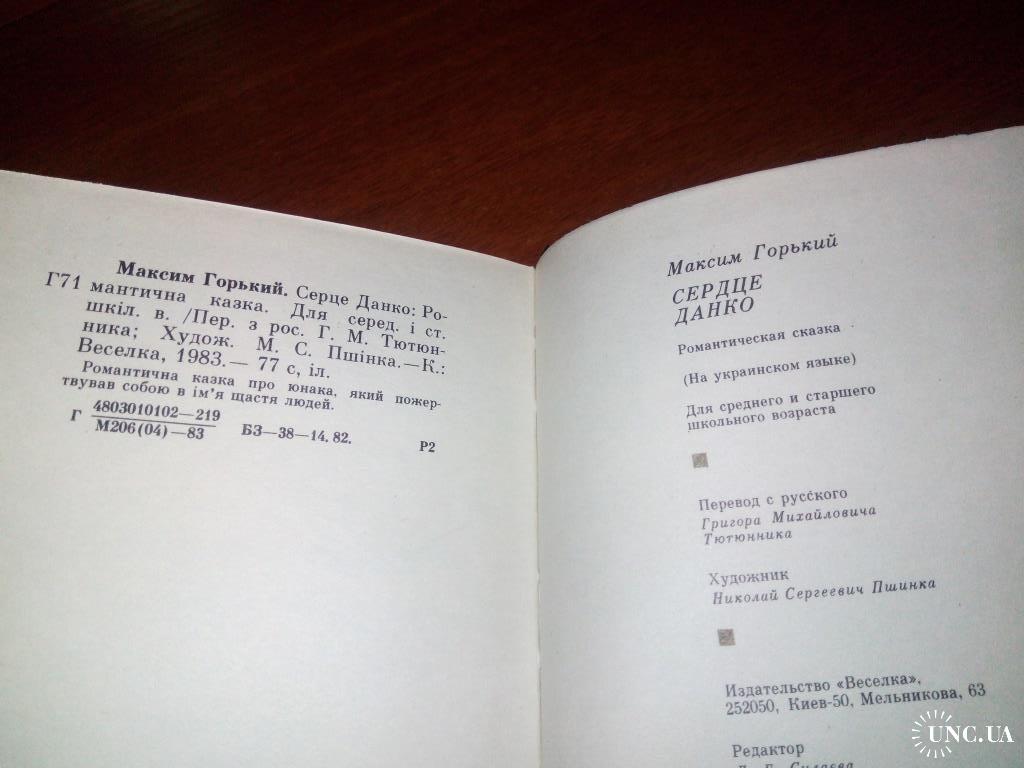 Максим Горький. Серце Данко: Ро-
Г71 мантична казка. Для серед. і ст.
шкіл. в. /Пер. з рос. Г. М. Тютюн-
ника; Худож. М. С. Пшінка.—К.:
Веселка, 1983.— 77 с, іл.
Романтична казка про юнака, який пожер-
твував собою в ім'я щастя людей.
Г 4803010102—219
М206(04)—83 БЗ—38—14.82.
Р2
Максим Горький
СЕРДЦЕ
ДАНКО
Романтическая сказка
(На украинском языке)
Для среднего и старшего
школьного возраста
Перевод с русского
Григора Михайловича
Тютюнника
Художник
Николай Сергеевич Пшинка
Издательство «Веселка»,
252050, Киев-50, Мельникова, 63
Редактор
UNC.UA